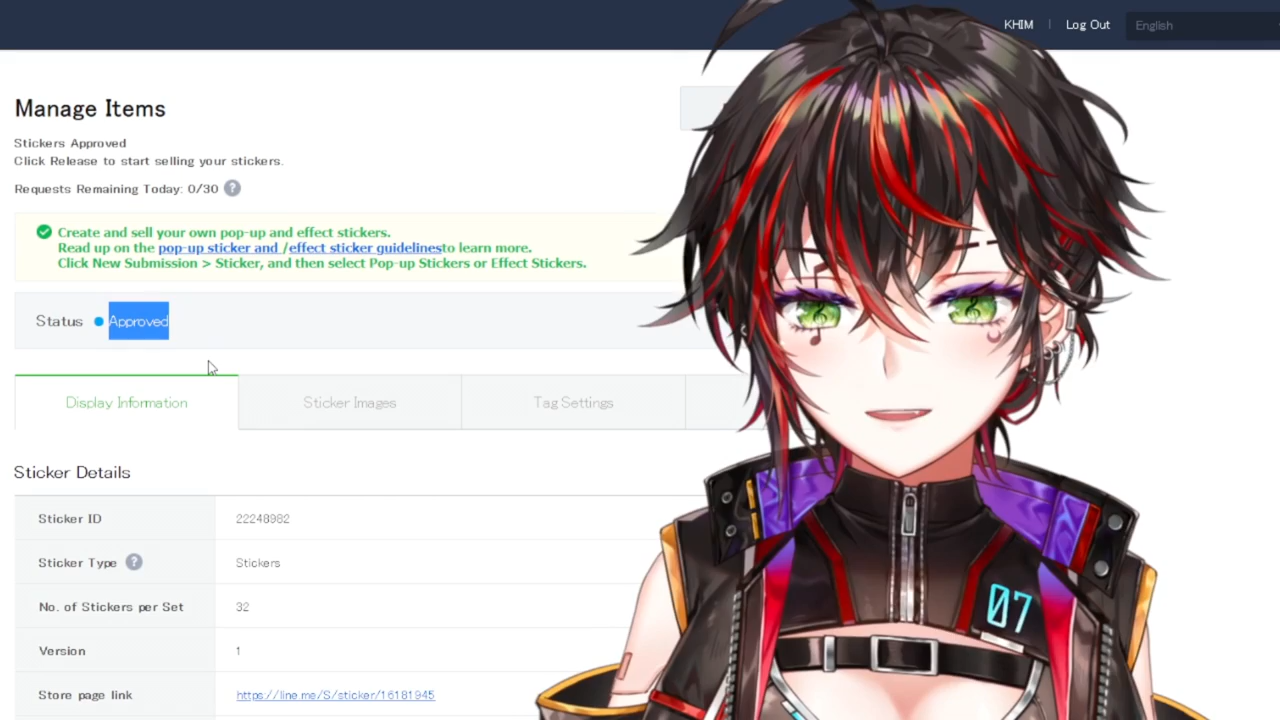 KHIM | Log Out English
Manage Items
Stickers Approved
Click Release to start selling your stickers.
Requests Remaining Today: 0/30 ?
Create and sell your own pop-up and effect stickers.
Read up on the pop-up sticker and /effect sticker guidelinesto learn more.
Click New Submission > Sticker, and then select Pop-up Stickers or Effect Stickers.
Status Approved
Display Information Sticker Images Tag Settings
Sticker Details
Sticker ID 22248982
Sticker Type ? Stickers
No. of Stickers per Set 32
Version 1
Store page link https://line.me/S/sticker/16181945
07